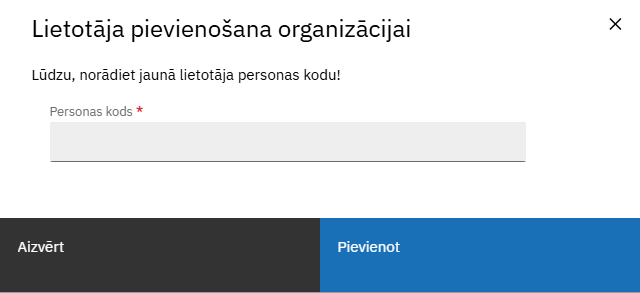 Lietotāja pievienošana organizācijai
Lūdzu, norādiet jaunā lietotāja personas kodu!
Personas kods *
Aizvērt
Pievienot